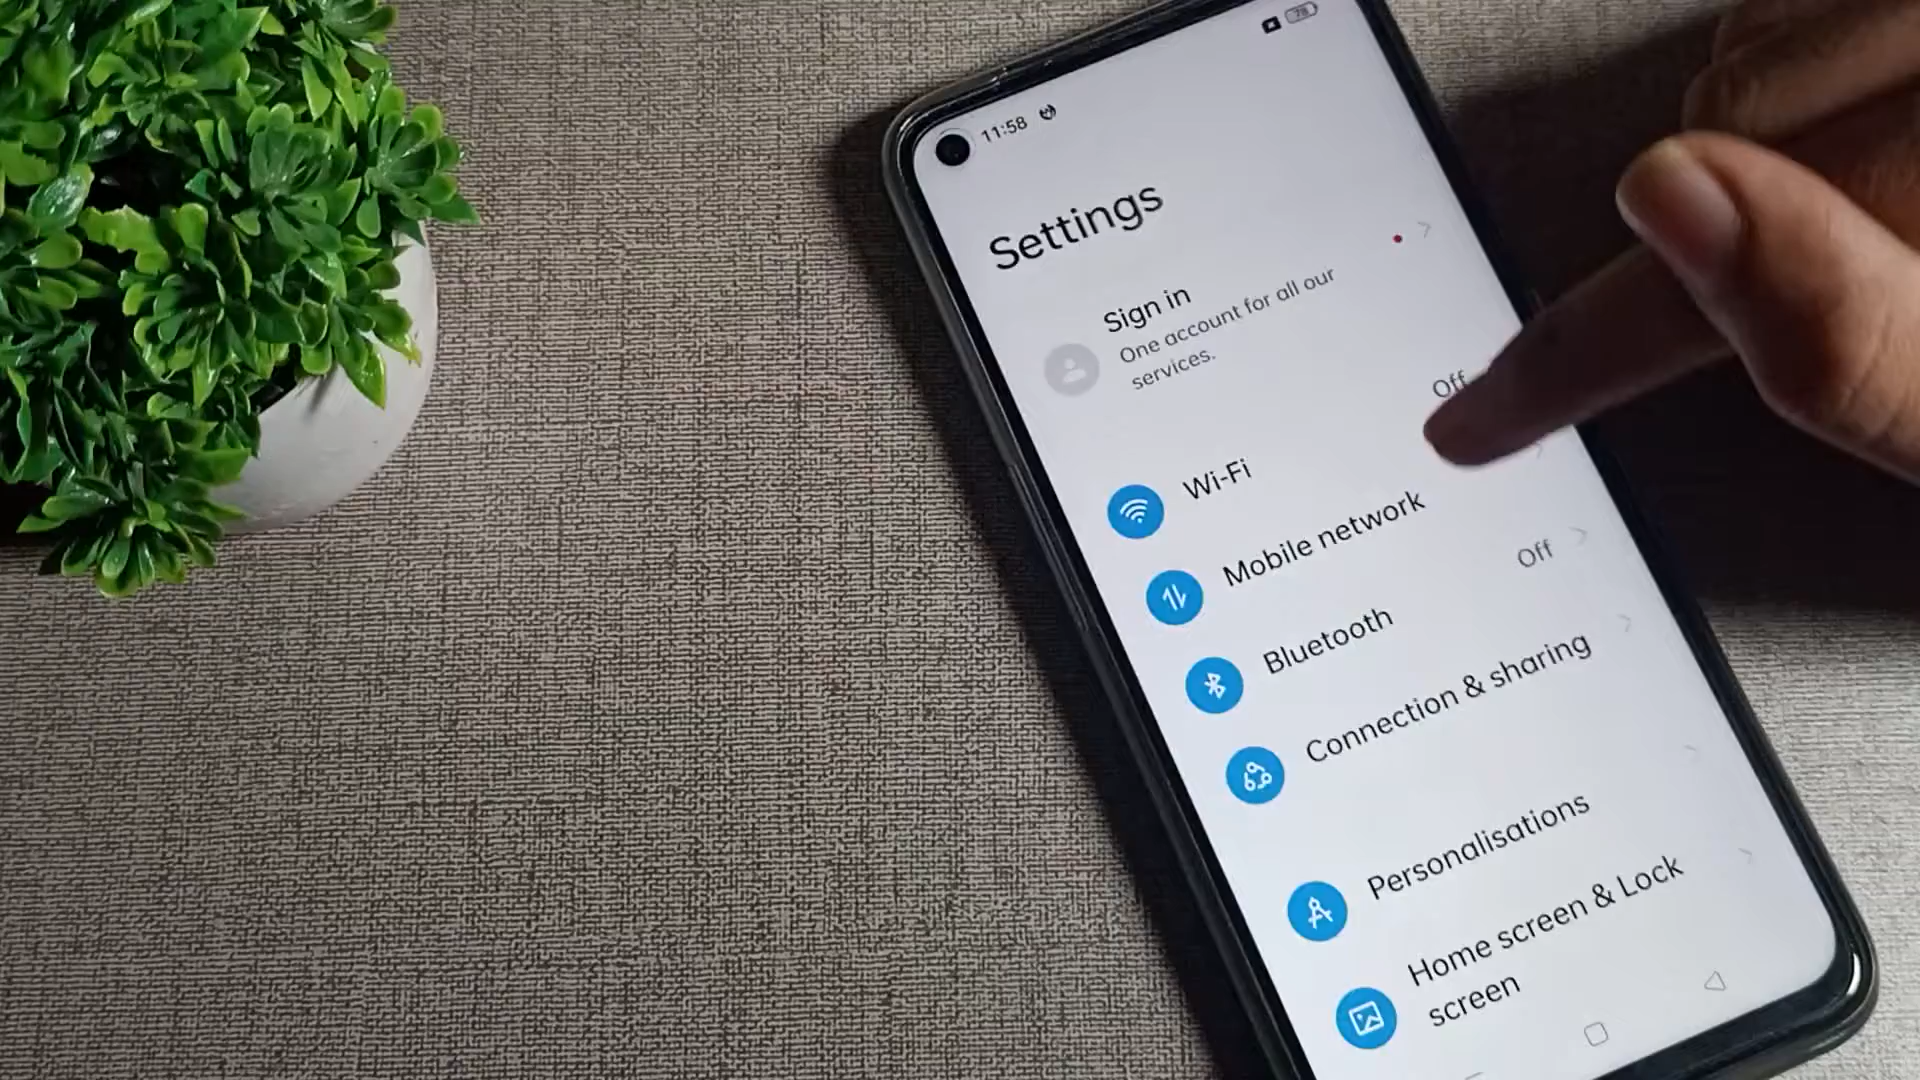 11:58
78
Settings
Sign in
One account for all our
services.
Wi-Fi
Off
Mobile network
Bluetooth
Off
Connection & sharing
Personalisations
Home screen & Lock
screen